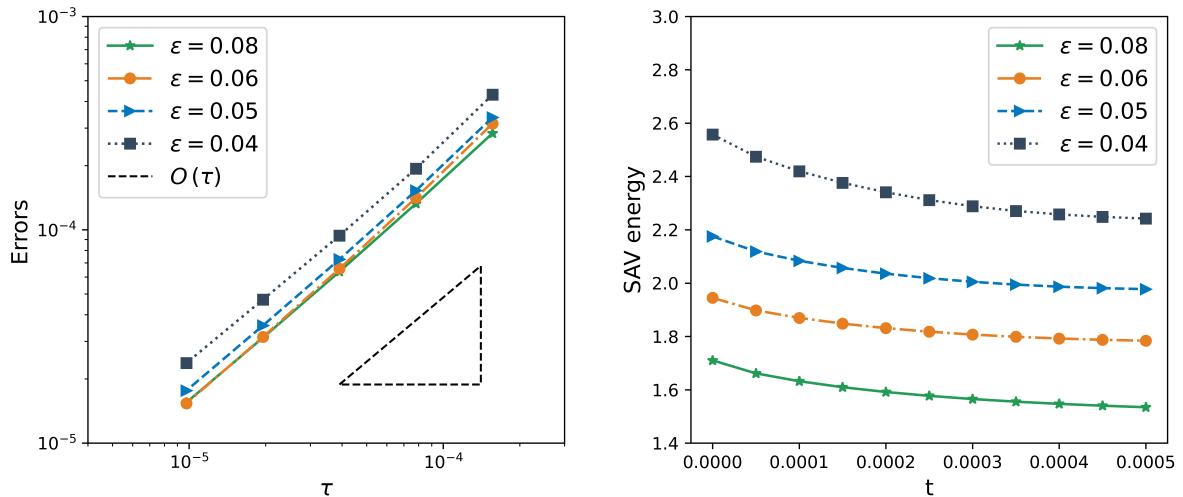 10⁻³
ε = 0.08
ε = 0.06
ε = 0.05
ε = 0.04
O (τ)
10⁻⁴
10⁻⁵
Errors
10⁻⁵ 10⁻⁴
τ
3.0
2.8
2.6
2.4
2.2
2.0
1.8
1.6
1.4
SAV energy
ε = 0.08
ε = 0.06
ε = 0.05
ε = 0.04
0.0000 0.0001 0.0002 0.0003 0.0004 0.0005
t